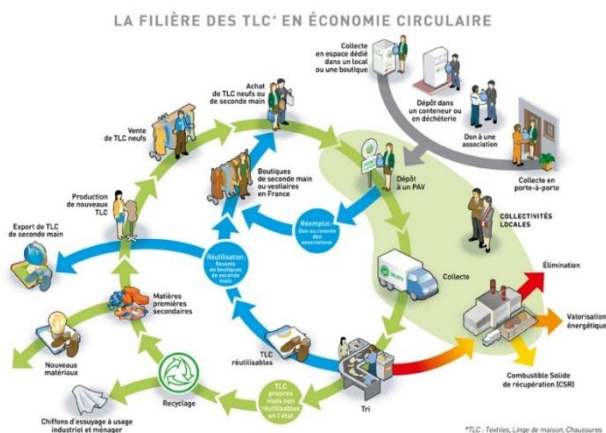 LA FILIÈRE DES TLC* EN ÉCONOMIE CIRCULAIRE
Collecte
en espace dédié
dans un local
ou une boutique
Dépôt dans
un conteneur ou
en déchèterie
Don à une
association
Collecte en
porte-à-porte
Achat
de TLC neufs ou
de seconde main
Vente
de TLC neufs
Boutiques
de seconde main
ou vestiaires
en France
Dépôt
à un PAV
COLLECTIVITÉS
LOCALES
Production
de nouveaux
TLC
Export de TLC
de seconde main
Réemploi :
Don ou revente
des associations
Réutilisation :
Revente
en boutiques
de seconde
main
Collecte
Élimination
Valorisation
énergétique
Combustible Solide
de récupération (CSR)
Matières
premières
secondaires
Nouveaux
matériaux
TLC
réutilisables
Tri
TLC
propres
mais non
réutilisables
en l'état
Recyclage
Chiffons d'essuyage à usage
industriel et ménager
*TLC : Textiles, Linge de maison, Chaussures